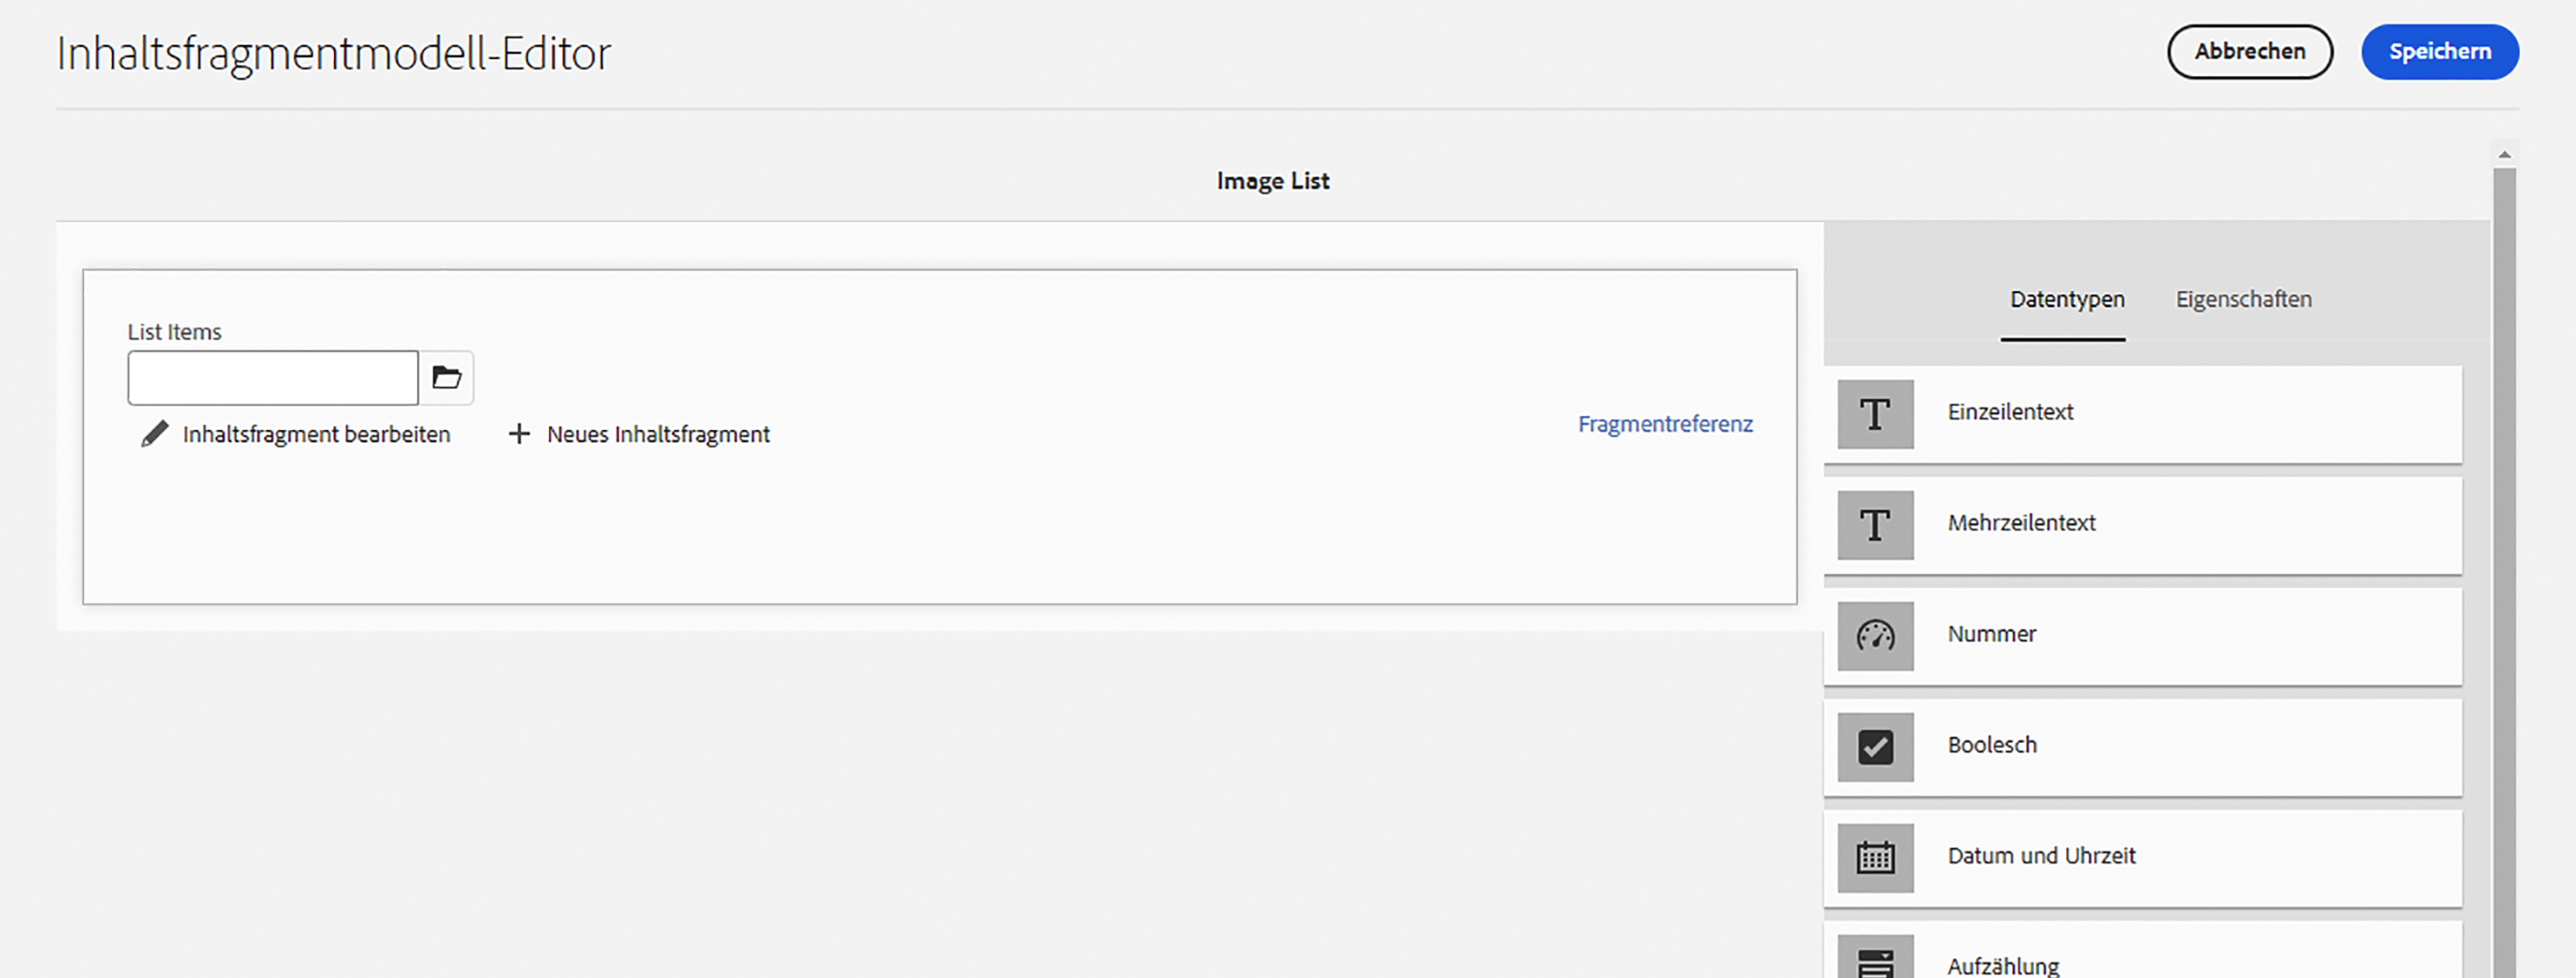 Inhaltsfragmentmodell-Editor
Abbrechen
Speichern
Image List
Datentypen
Eigenschaften
List Items
Inhaltsfragment bearbeiten
Neues Inhaltsfragment
Fragmentreferenz
Einzeilentext
Mehrzeilentext
Nummer
Boolesch
Datum und Uhrzeit
Aufzählung